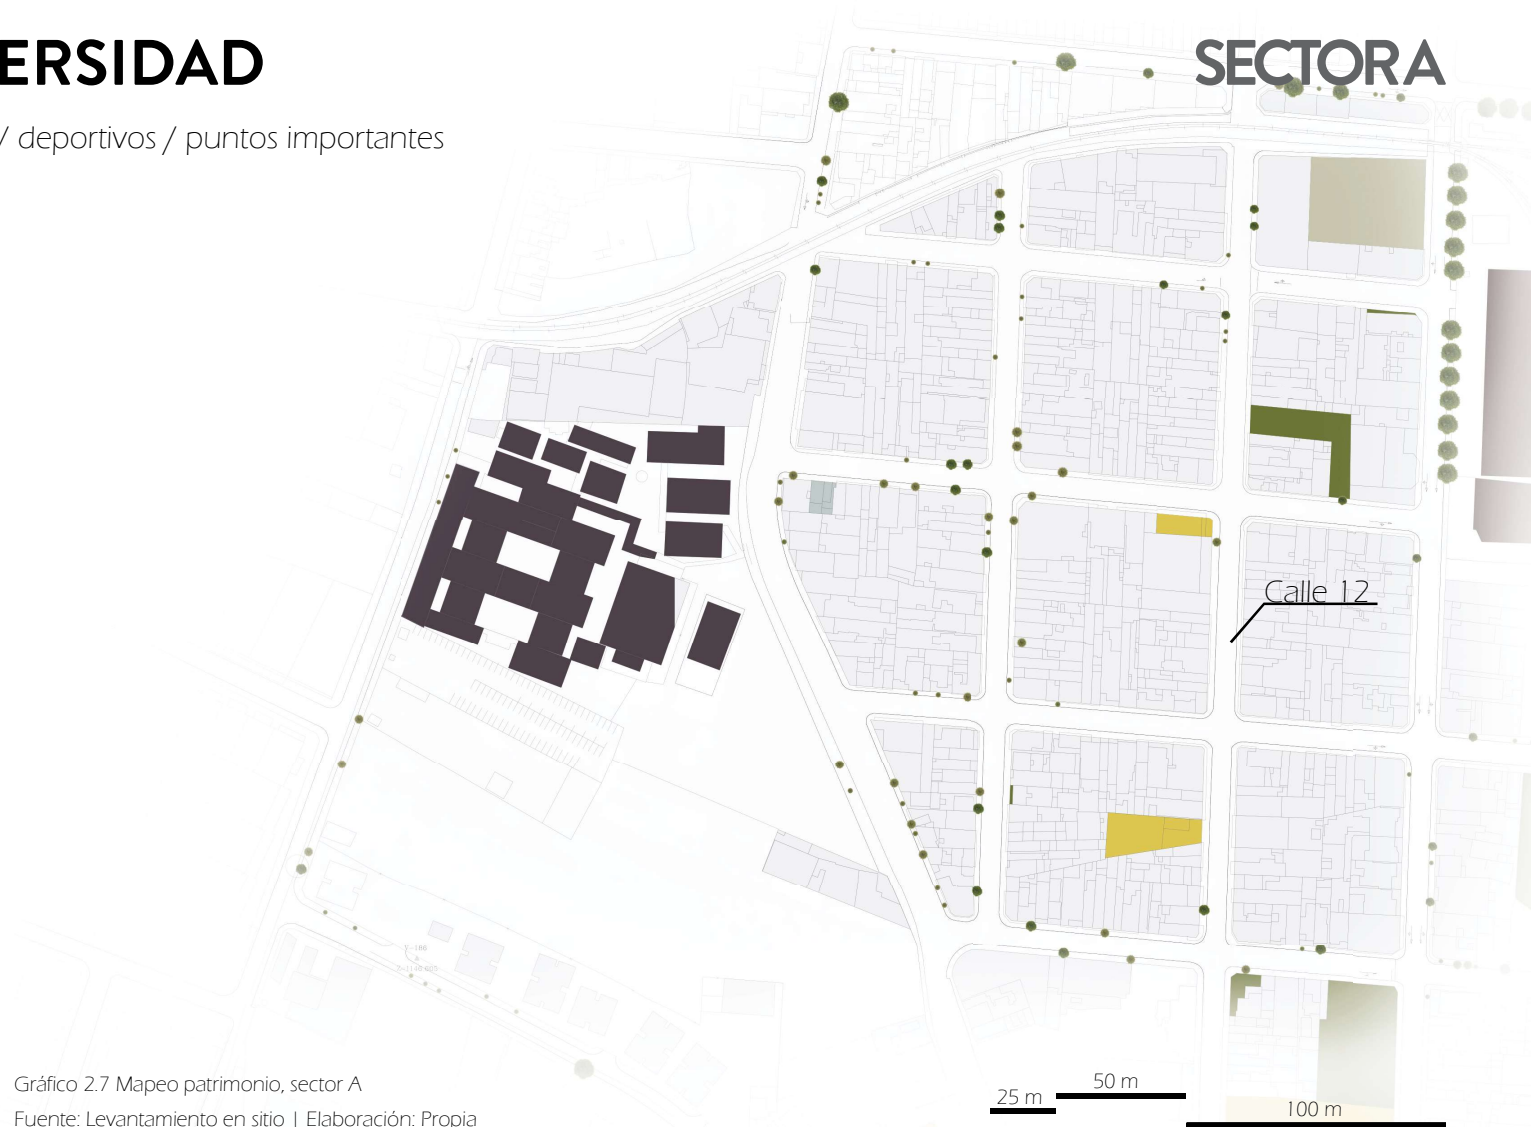 ERSIDAD
SECTOR A
/ deportivos / puntos importantes
Calle 12
Gráfico 2.7 Mapeo patrimonio, sector A
Fuente: Levantamiento en sitio | Elaboración: Propia
25 m
50 m
100 m